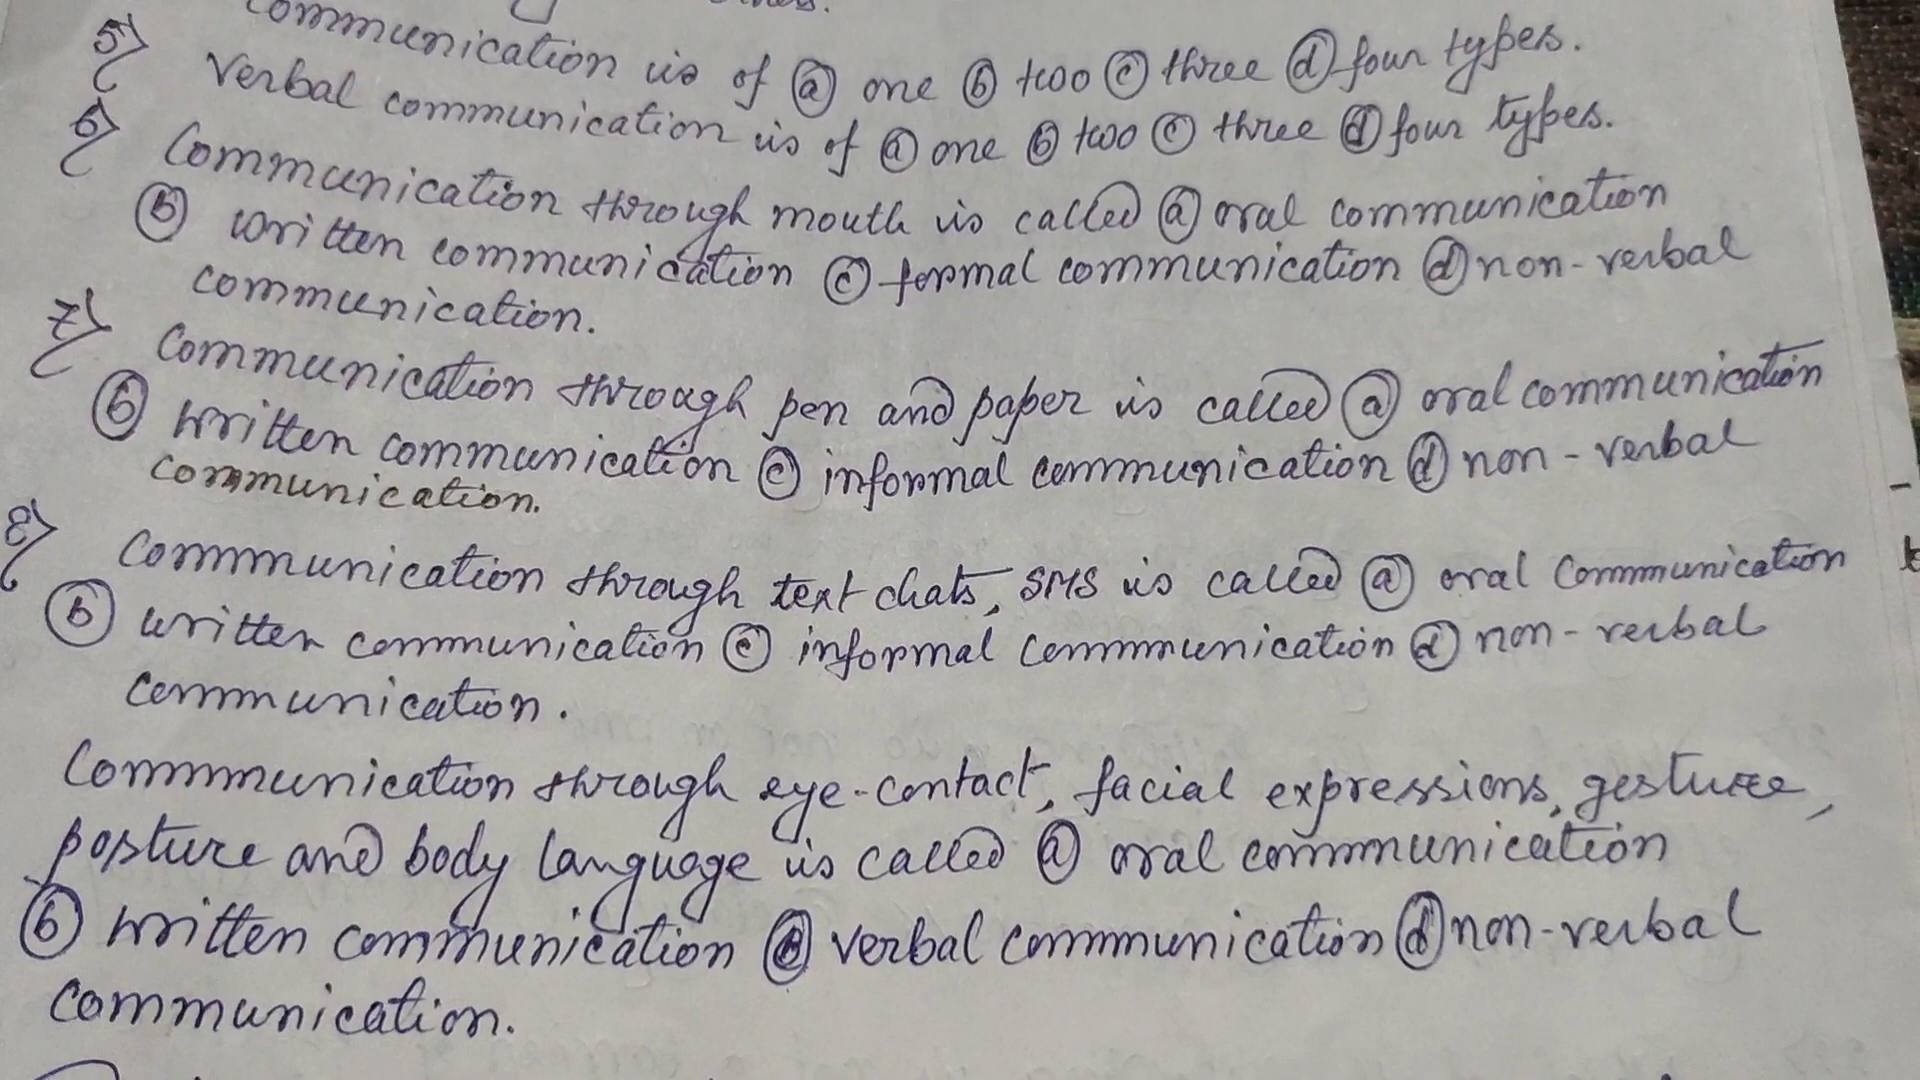 Communication is of ⓐ one ⓑ two ⓒ three ⓓ four types.
5) Verbal communication is of ⓐ one ⓑ two ⓒ three ⓓ four types.
6) Communication through mouth is called ⓐ oral communication
ⓑ written communication ⓒ formal communication ⓓ non-verbal
communication.
7) Communication through pen and paper is called ⓐ oral communication
ⓑ written communication ⓒ informal communication ⓓ non-verbal
communication.
8) Communication through text chats, SMS is called ⓐ oral communication
ⓑ written communication ⓒ informal communication ⓓ non-verbal
communication.
Communication through eye-contact, facial expressions, gesture,
posture and body language is called ⓐ oral communication
ⓑ written communication ⓒ verbal communication ⓓ non-verbal
communication.